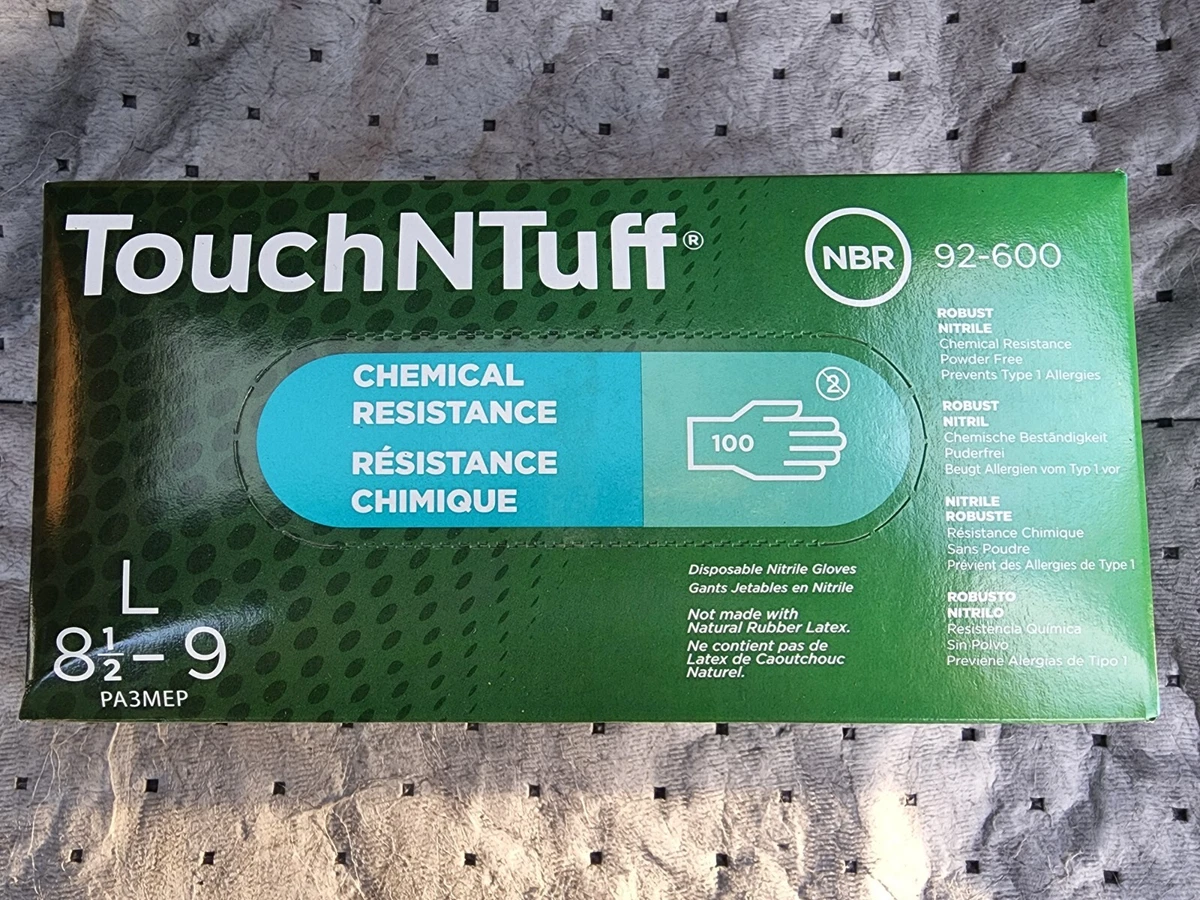 TouchNTuff®
NBR
92-600
CHEMICAL
RESISTANCE
RÉSISTANCE
CHIMIQUE
2
100
ROBUST
NITRILE
Chemical Resistance
Powder Free
Prevents Type 1 Allergies
ROBUST
NITRIL
Chemische Beständigkeit
Puderfrei
Beugt Allergien vom Typ 1 vor
NITRILE
ROBUSTE
Résistance Chimique
Sans Poudre
Prévient des Allergies de Type 1
ROBUSTO
NITRILO
Resistencia Química
Sin Polvo
Previene Alergias de Tipo 1
Disposable Nitrile Gloves
Gants Jetables en Nitrile
Not made with
Natural Rubber Latex.
Ne contient pas de
Latex de Caoutchouc
Naturel.
L
8½–9
РАЗМЕР